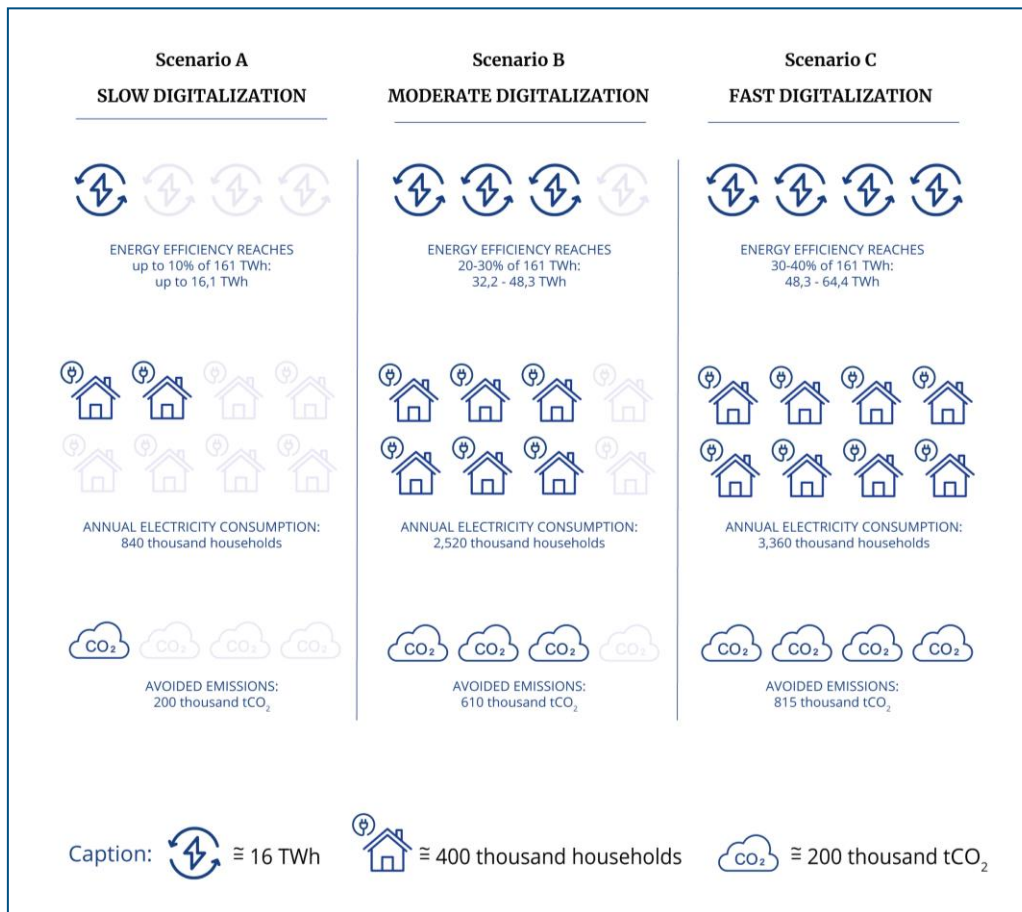 Scenario A
SLOW DIGITALIZATION
ENERGY EFFICIENCY REACHES
up to 10% of 161 TWh:
up to 16,1 TWh
ANNUAL ELECTRICITY CONSUMPTION:
840 thousand households
CO₂ CO₂ CO₂ CO₂
AVOIDED EMISSIONS:
200 thousand tCO₂
Scenario B
MODERATE DIGITALIZATION
ENERGY EFFICIENCY REACHES
20-30% of 161 TWh:
32,2 - 48,3 TWh
ANNUAL ELECTRICITY CONSUMPTION:
2,520 thousand households
CO₂ CO₂ CO₂ CO₂
AVOIDED EMISSIONS:
610 thousand tCO₂
Scenario C
FAST DIGITALIZATION
ENERGY EFFICIENCY REACHES
30-40% of 161 TWh:
48,3 - 64,4 TWh
ANNUAL ELECTRICITY CONSUMPTION:
3,360 thousand households
CO₂ CO₂ CO₂ CO₂
AVOIDED EMISSIONS:
815 thousand tCO₂
Caption: ≅ 16 TWh ≅ 400 thousand households CO₂ ≅ 200 thousand tCO₂